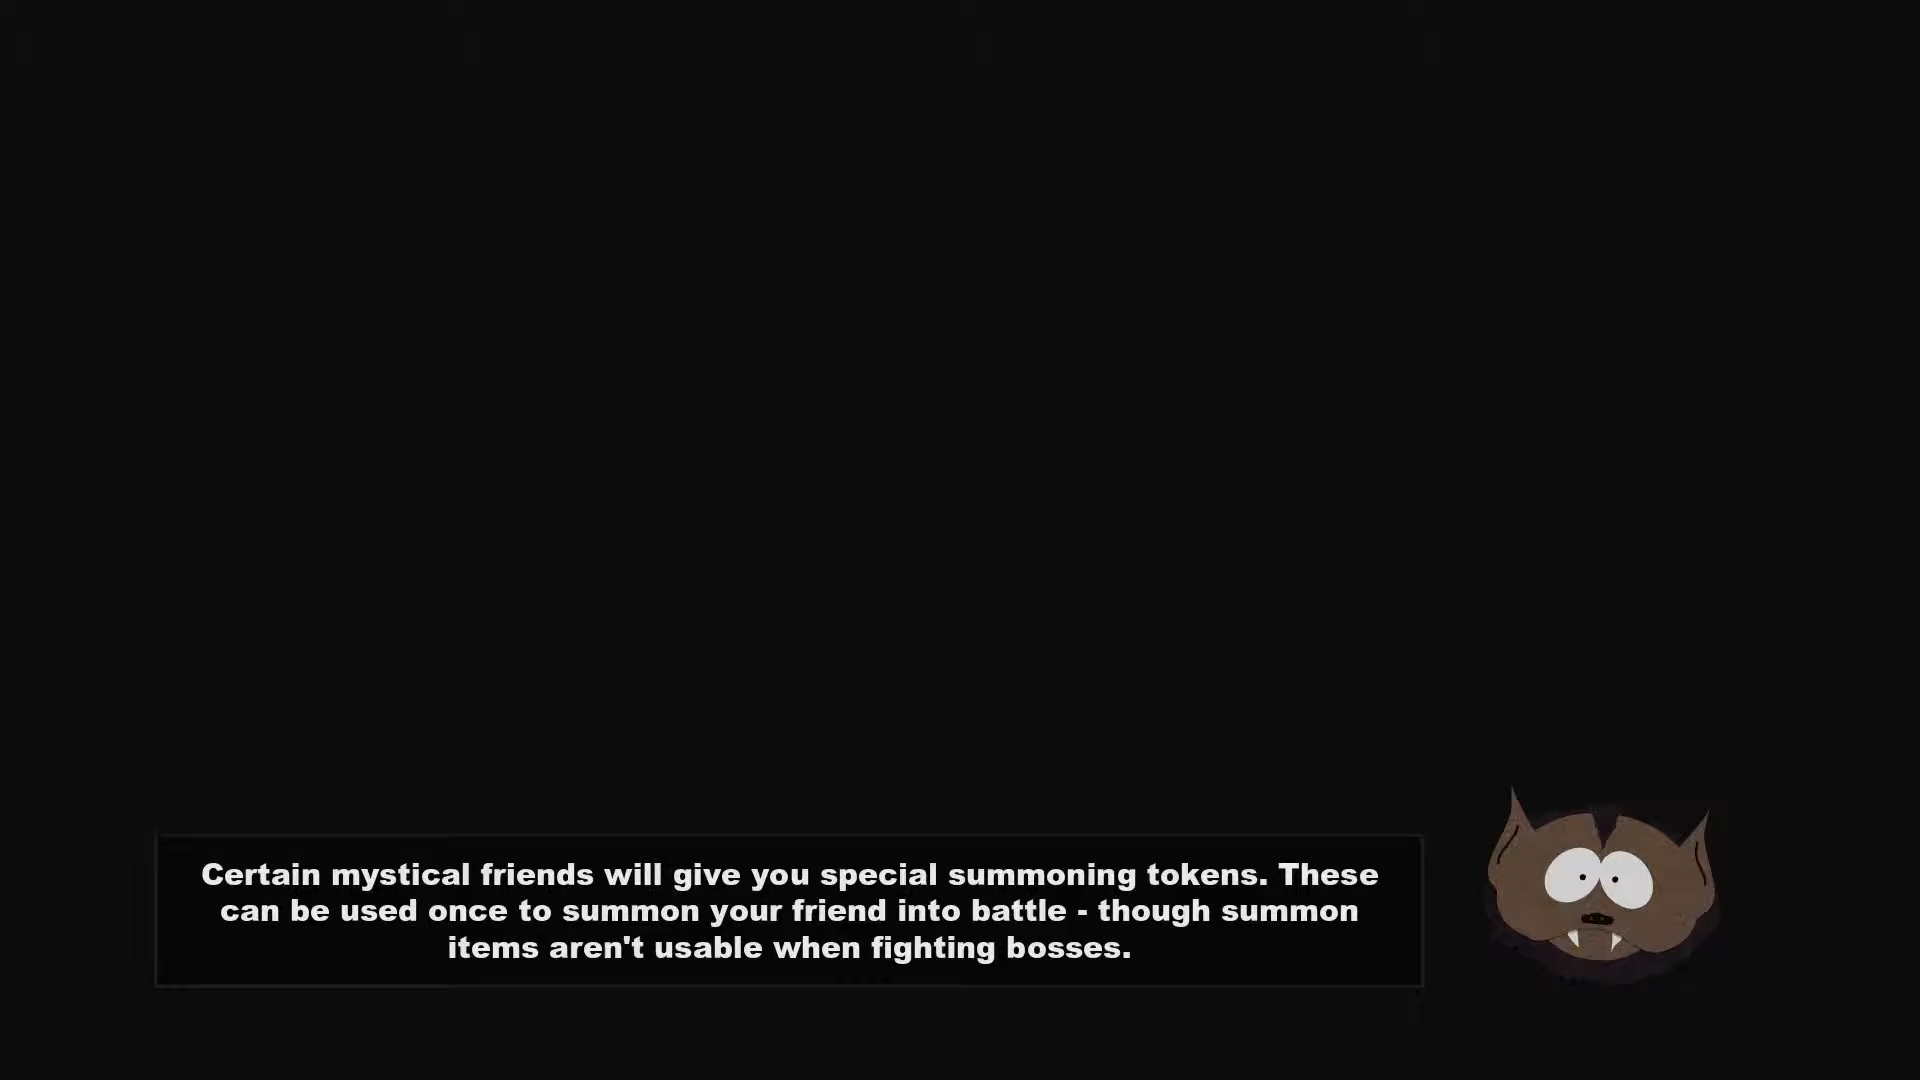 Certain mystical friends will give you special summoning tokens. These
can be used once to summon your friend into battle - though summon
items aren't usable when fighting bosses.